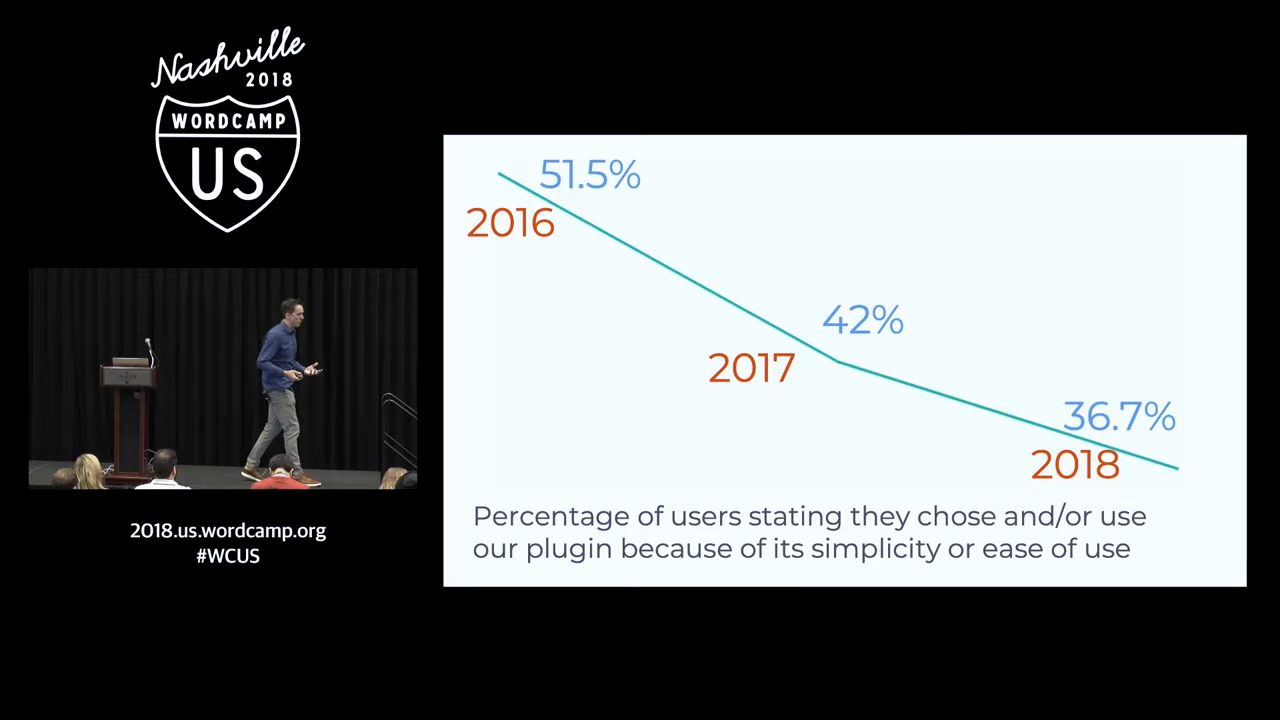 Nashville
2018
WORDCAMP
US
2018.us.wordcamp.org
#WCUS
51.5%
2016
42%
2017
36.7%
2018
Percentage of users stating they chose and/or use
our plugin because of its simplicity or ease of use